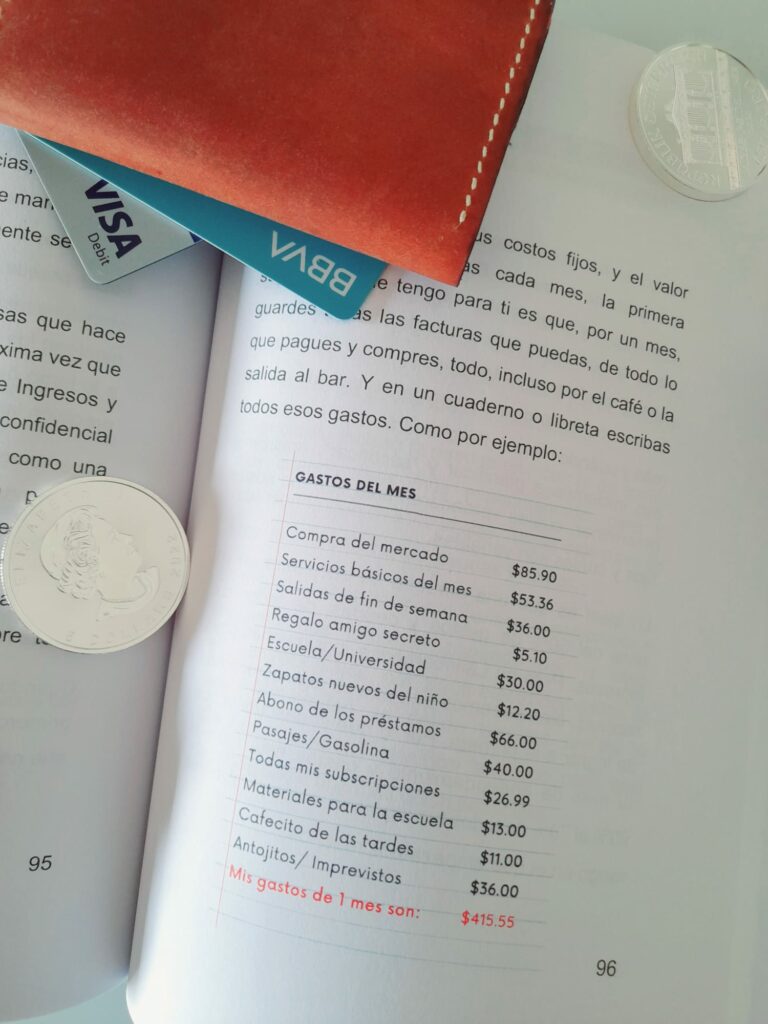 VISA
Debit
BBVA
REPUBLIK
cias,
ente se
sas que hace
xima vez que
e Ingresos y
confidencial
como una
95
us costos fijos, y el valor
as cada mes, la primera
tengo para ti es que, por un mes,
guardes las facturas que puedas, de todo lo
que pagues y compres, todo, incluso por el café o la
salida al bar. Y en un cuaderno o libreta escribas
todos esos gastos. Como por ejemplo:
GASTOS DEL MES
Compra del mercado $85.90
Servicios básicos del mes $53.36
Salidas de fin de semana $36.00
Regalo amigo secreto $5.10
Escuela/Universidad $30.00
Zapatos nuevos del niño $12.20
Abono de los préstamos $66.00
Pasajes/Gasolina $40.00
Todas mis subscripciones $26.99
Materiales para la escuela $13.00
Cafecito de las tardes $11.00
Antojitos/ Imprevistos $36.00
Mis gastos de 1 mes son: $415.55
96